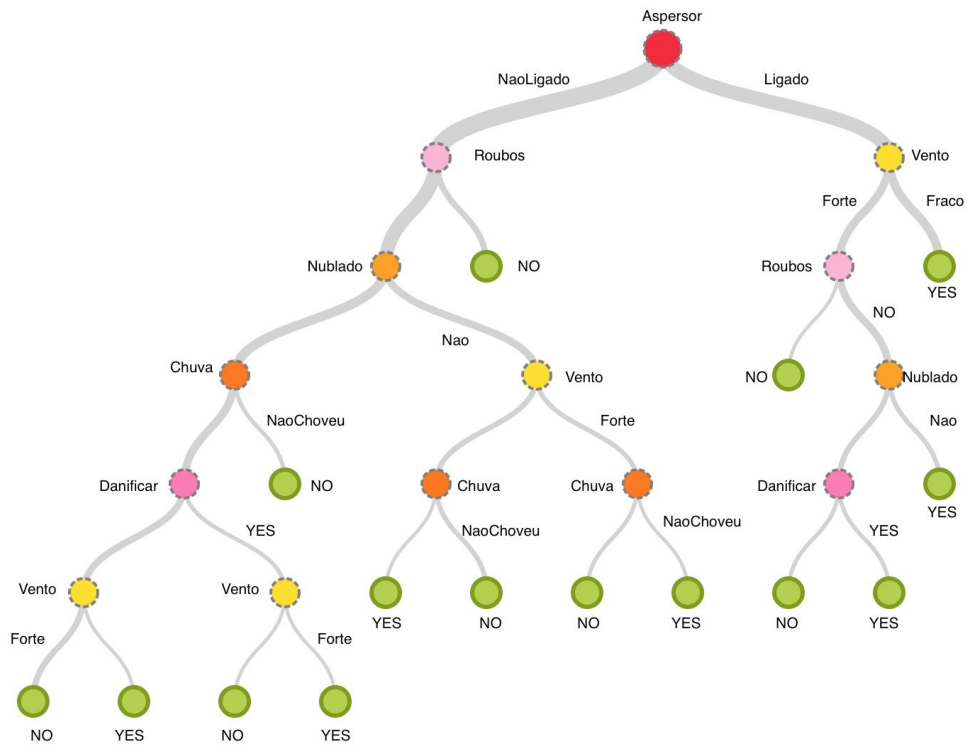 Aspersor
NaoLigado
Ligado
Roubos
Vento
Forte
Fraco
Nublado
NO
Roubos
YES
NO
Nao
Chuva
Vento
NO
Nublado
NaoChoveu
Forte
Nao
Danificar
NO
Chuva
Chuva
Danificar
YES
YES
NaoChoveu
NaoChoveu
YES
Vento
Vento
YES
NO
NO
YES
NO
YES
Forte
Forte
NO
YES
NO
YES